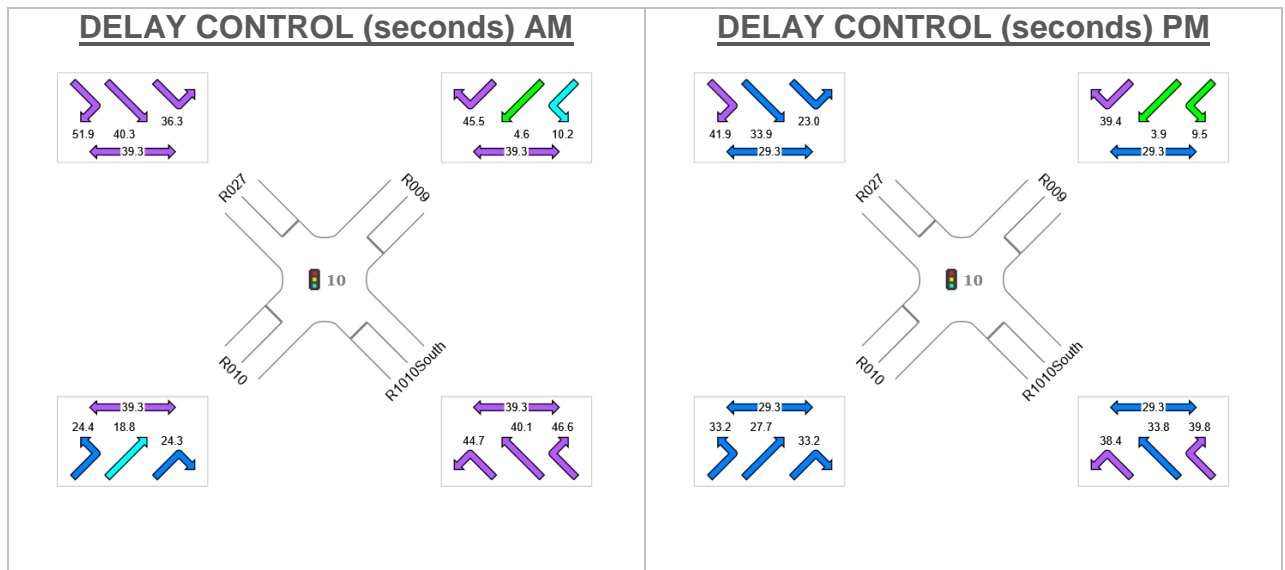 DELAY CONTROL (seconds) AM
51.9 40.3 36.3
39.3
45.5 4.6 10.2
39.3
R027
R009
10
R010
R1010South
39.3
24.4 18.8 24.3
39.3
44.7 40.1 46.6
DELAY CONTROL (seconds) PM
41.9 33.9 23.0
29.3
39.4 3.9 9.5
29.3
R027
R009
10
R010
R1010South
29.3
33.2 27.7 33.2
29.3
38.4 33.8 39.8